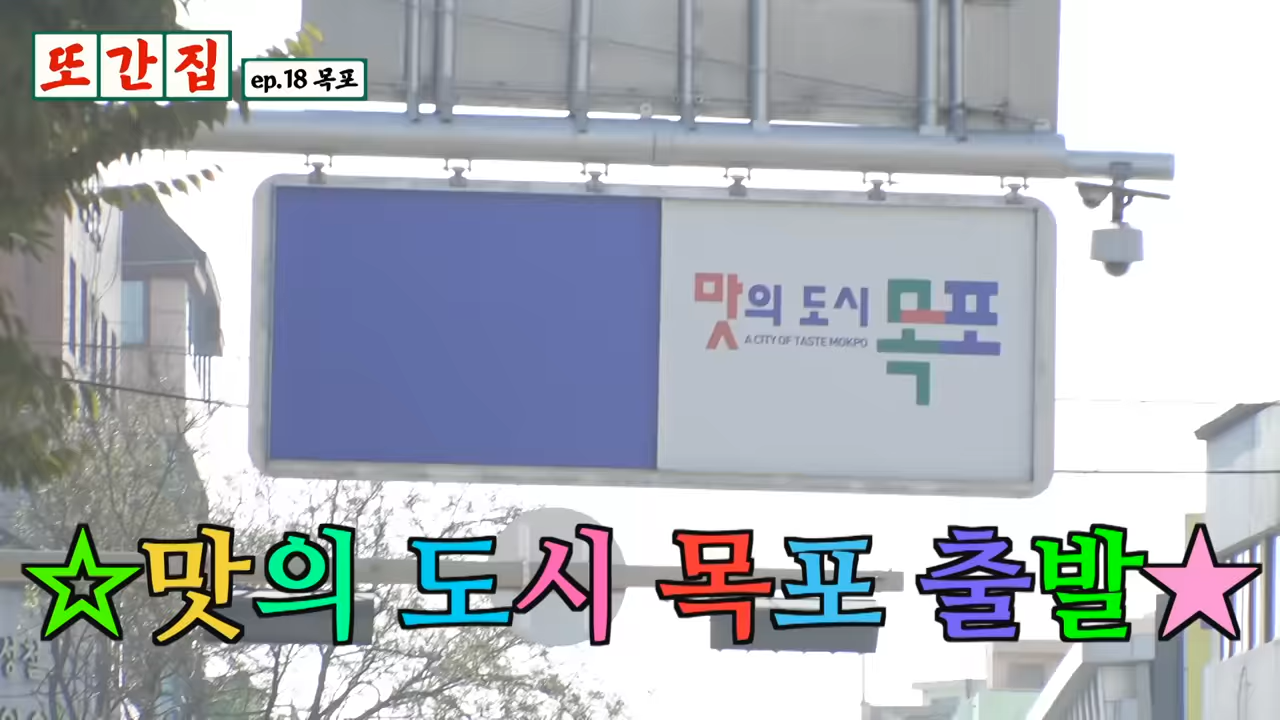 또간집
ep.18 목포
맛의 도시 목포
A CITY OF TASTE MOKPO
☆맛의 도시 목포 출발★